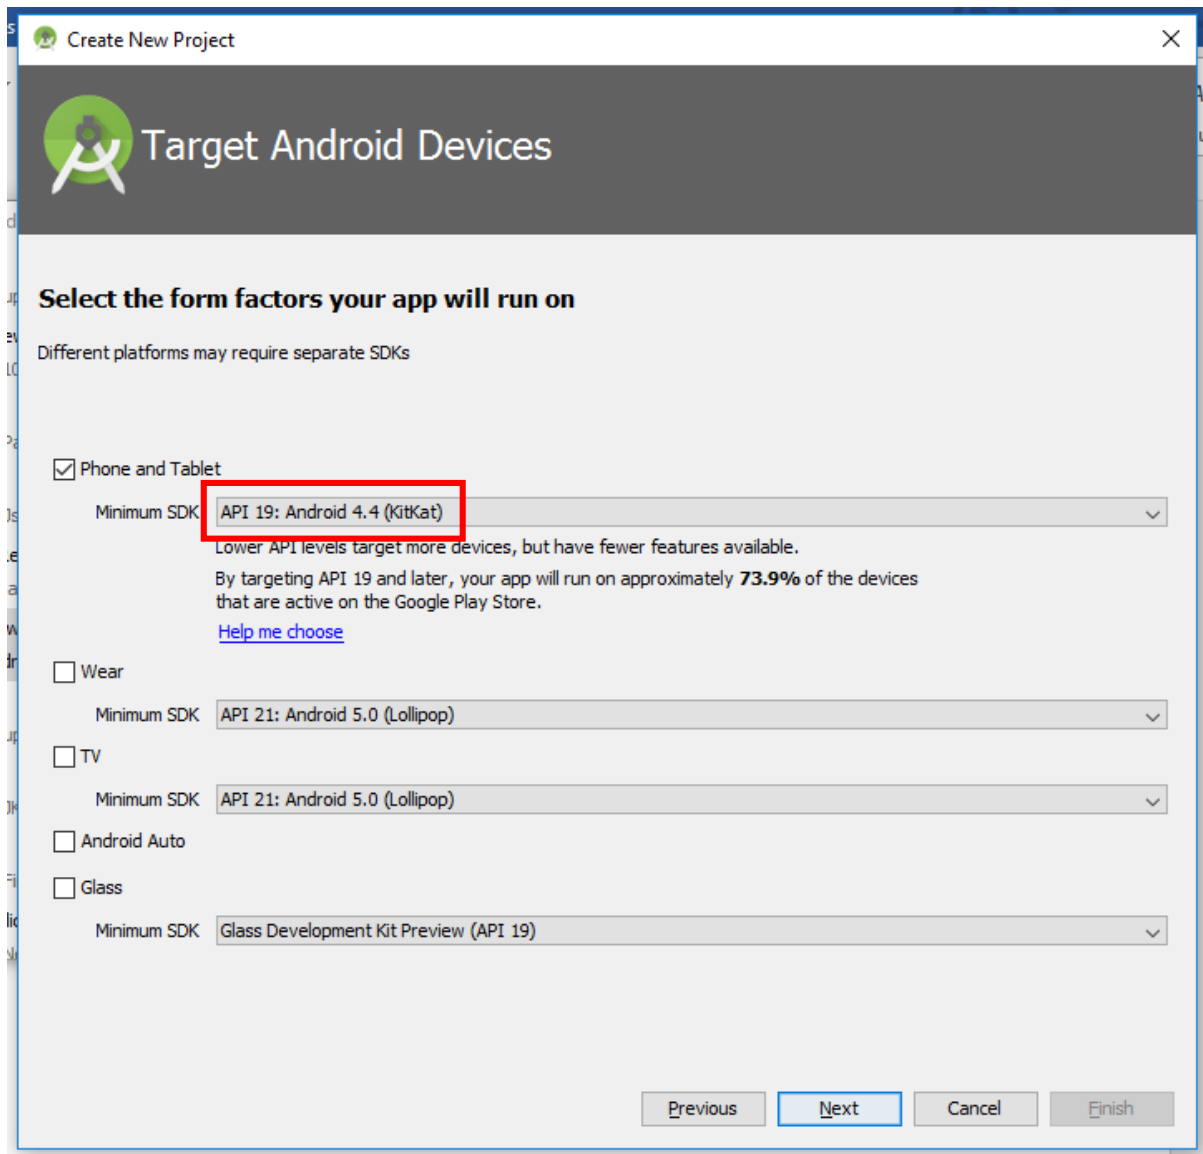 Create New Project
Target Android Devices
Select the form factors your app will run on
Different platforms may require separate SDKs
Phone and Tablet
Minimum SDK API 19: Android 4.4 (KitKat)
Lower API levels target more devices, but have fewer features available.
By targeting API 19 and later, your app will run on approximately 73.9% of the devices
that are active on the Google Play Store.
Help me choose
Wear
Minimum SDK API 21: Android 5.0 (Lollipop)
TV
Minimum SDK API 21: Android 5.0 (Lollipop)
Android Auto
Glass
Minimum SDK Glass Development Kit Preview (API 19)
Previous Next Cancel Finish